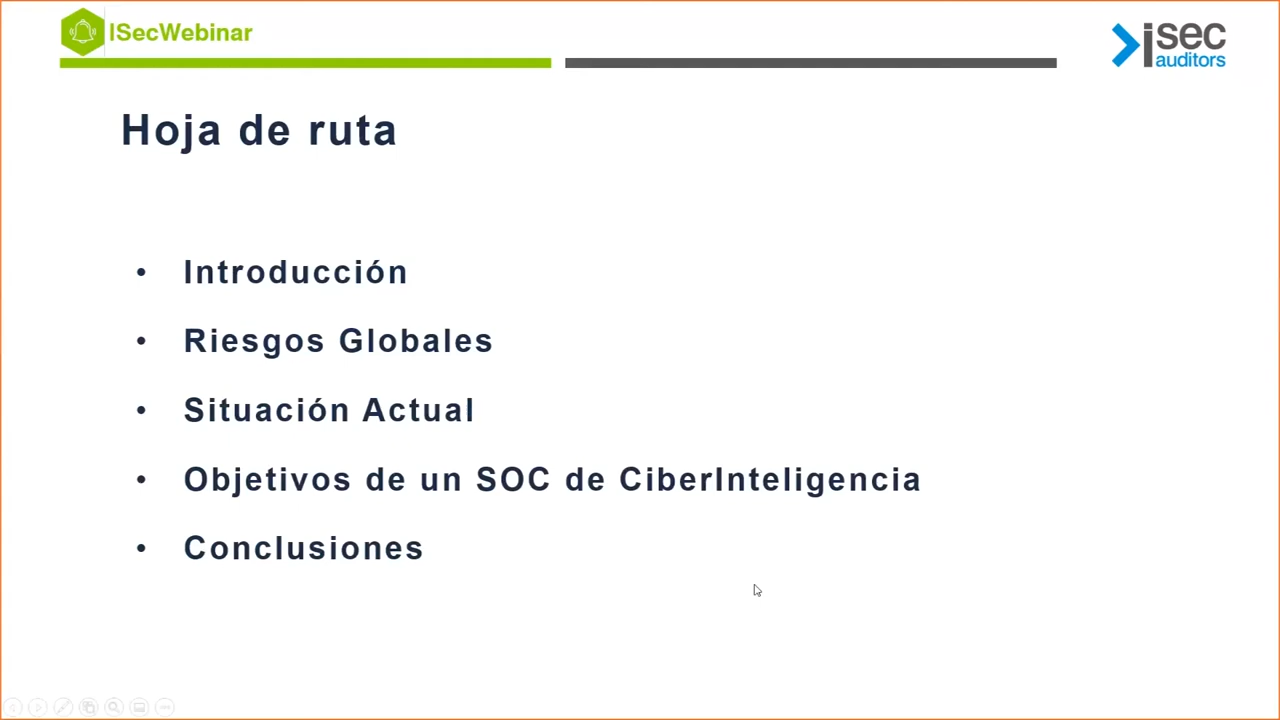 ISecWebinar
isec
auditors
Hoja de ruta
• Introducción
• Riesgos Globales
• Situación Actual
• Objetivos de un SOC de CiberInteligencia
• Conclusiones